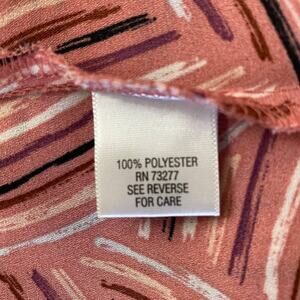 100% POLYESTER
RN 73277
SEE REVERSE
FOR CARE